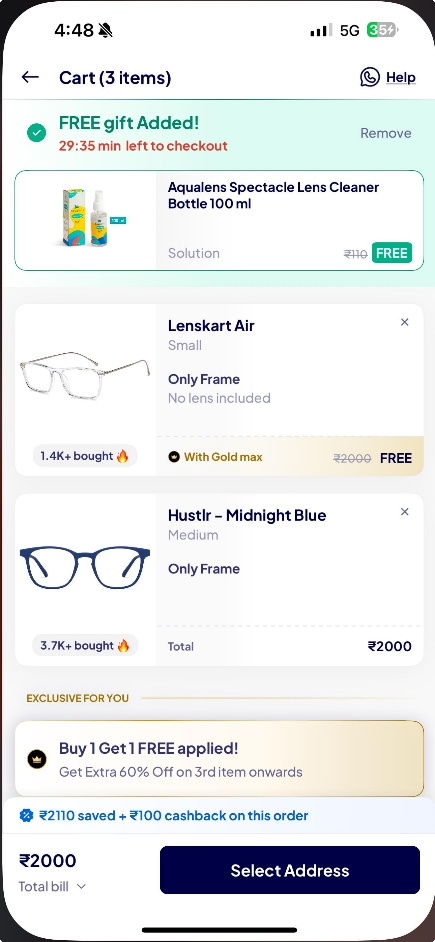 4:48
5G
35
Cart (3 items)
Help
FREE gift Added!
29:35 min left to checkout
Remove
Aqualens Spectacle Lens Cleaner
Bottle 100 ml
Solution
₹110 FREE
Lenskart Air
Small
Only Frame
No lens included
1.4K+ bought 🔥
With Gold max
₹2000 FREE
Hustlr - Midnight Blue
Medium
Only Frame
3.7K+ bought 🔥
Total
₹2000
EXCLUSIVE FOR YOU
Buy 1 Get 1 FREE applied!
Get Extra 60% Off on 3rd item onwards
₹2110 saved + ₹100 cashback on this order
₹2000
Total bill
Select Address